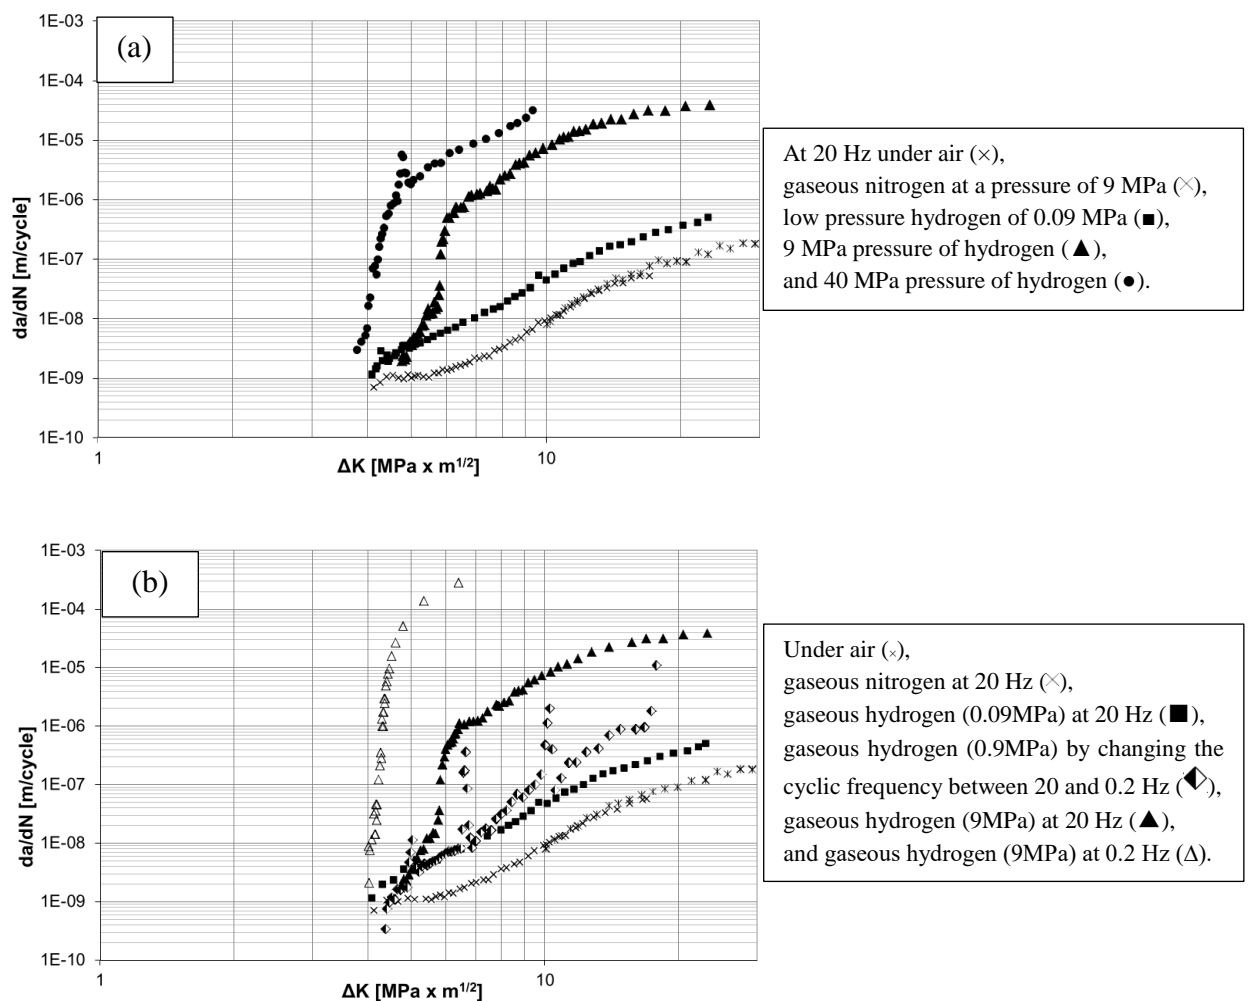 (a)
1E-03
1E-04
1E-05
1E-06
1E-07
1E-08
1E-09
1E-10
da/dN [m/cycle]
1
10
ΔK [MPa x m^1/2]
At 20 Hz under air (×),
gaseous nitrogen at a pressure of 9 MPa (×),
low pressure hydrogen of 0.09 MPa (■),
9 MPa pressure of hydrogen (▲),
and 40 MPa pressure of hydrogen (●).
(b)
1E-03
1E-04
1E-05
1E-06
1E-07
1E-08
1E-09
1E-10
da/dN [m/cycle]
1
10
ΔK [MPa x m^1/2]
Under air (×),
gaseous nitrogen at 20 Hz (×),
gaseous hydrogen (0.09MPa) at 20 Hz (■),
gaseous hydrogen (0.9MPa) by changing the
cyclic frequency between 20 and 0.2 Hz (⬖),
gaseous hydrogen (9MPa) at 20 Hz (▲),
and gaseous hydrogen (9MPa) at 0.2 Hz (Δ).